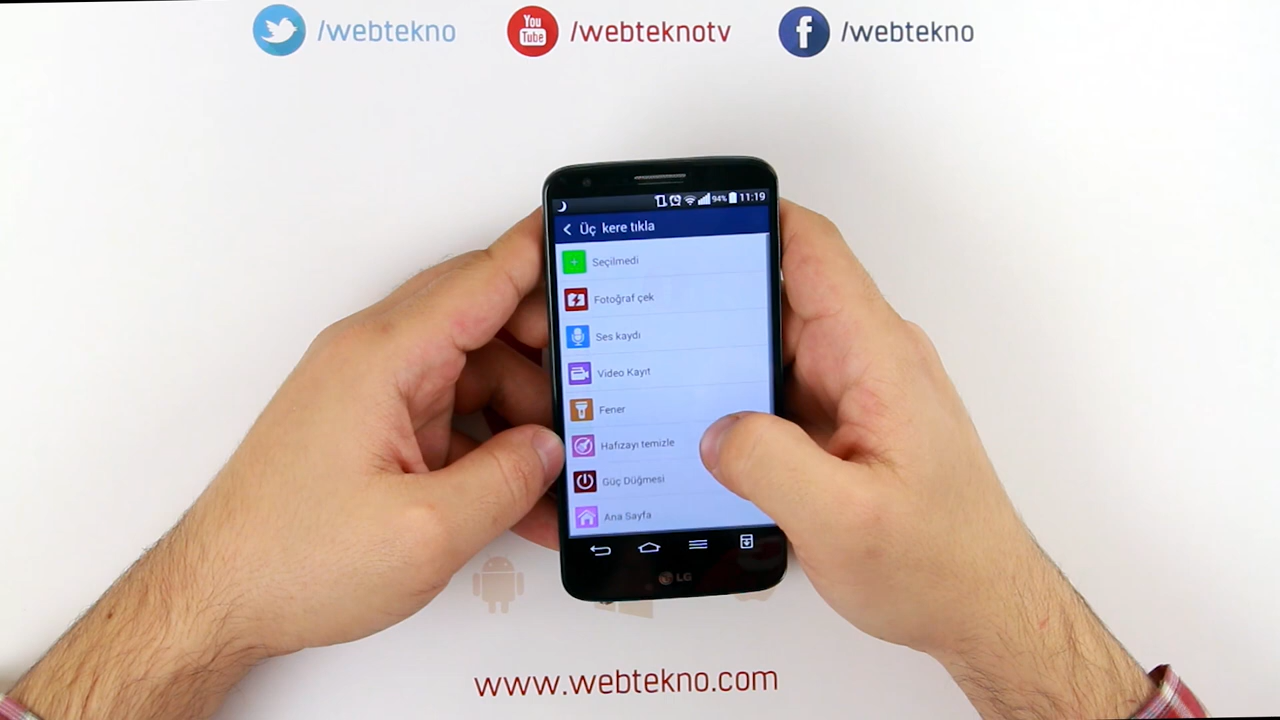 /webtekno
You Tube /webteknotv
/webtekno
94% 11:19
Üç kere tıkla
Seçilmedi
Fotoğraf çek
Ses kaydı
Video Kayıt
Fener
Hafızayı temizle
Güç Düğmesi
Ana Sayfa
LG
www.webtekno.com